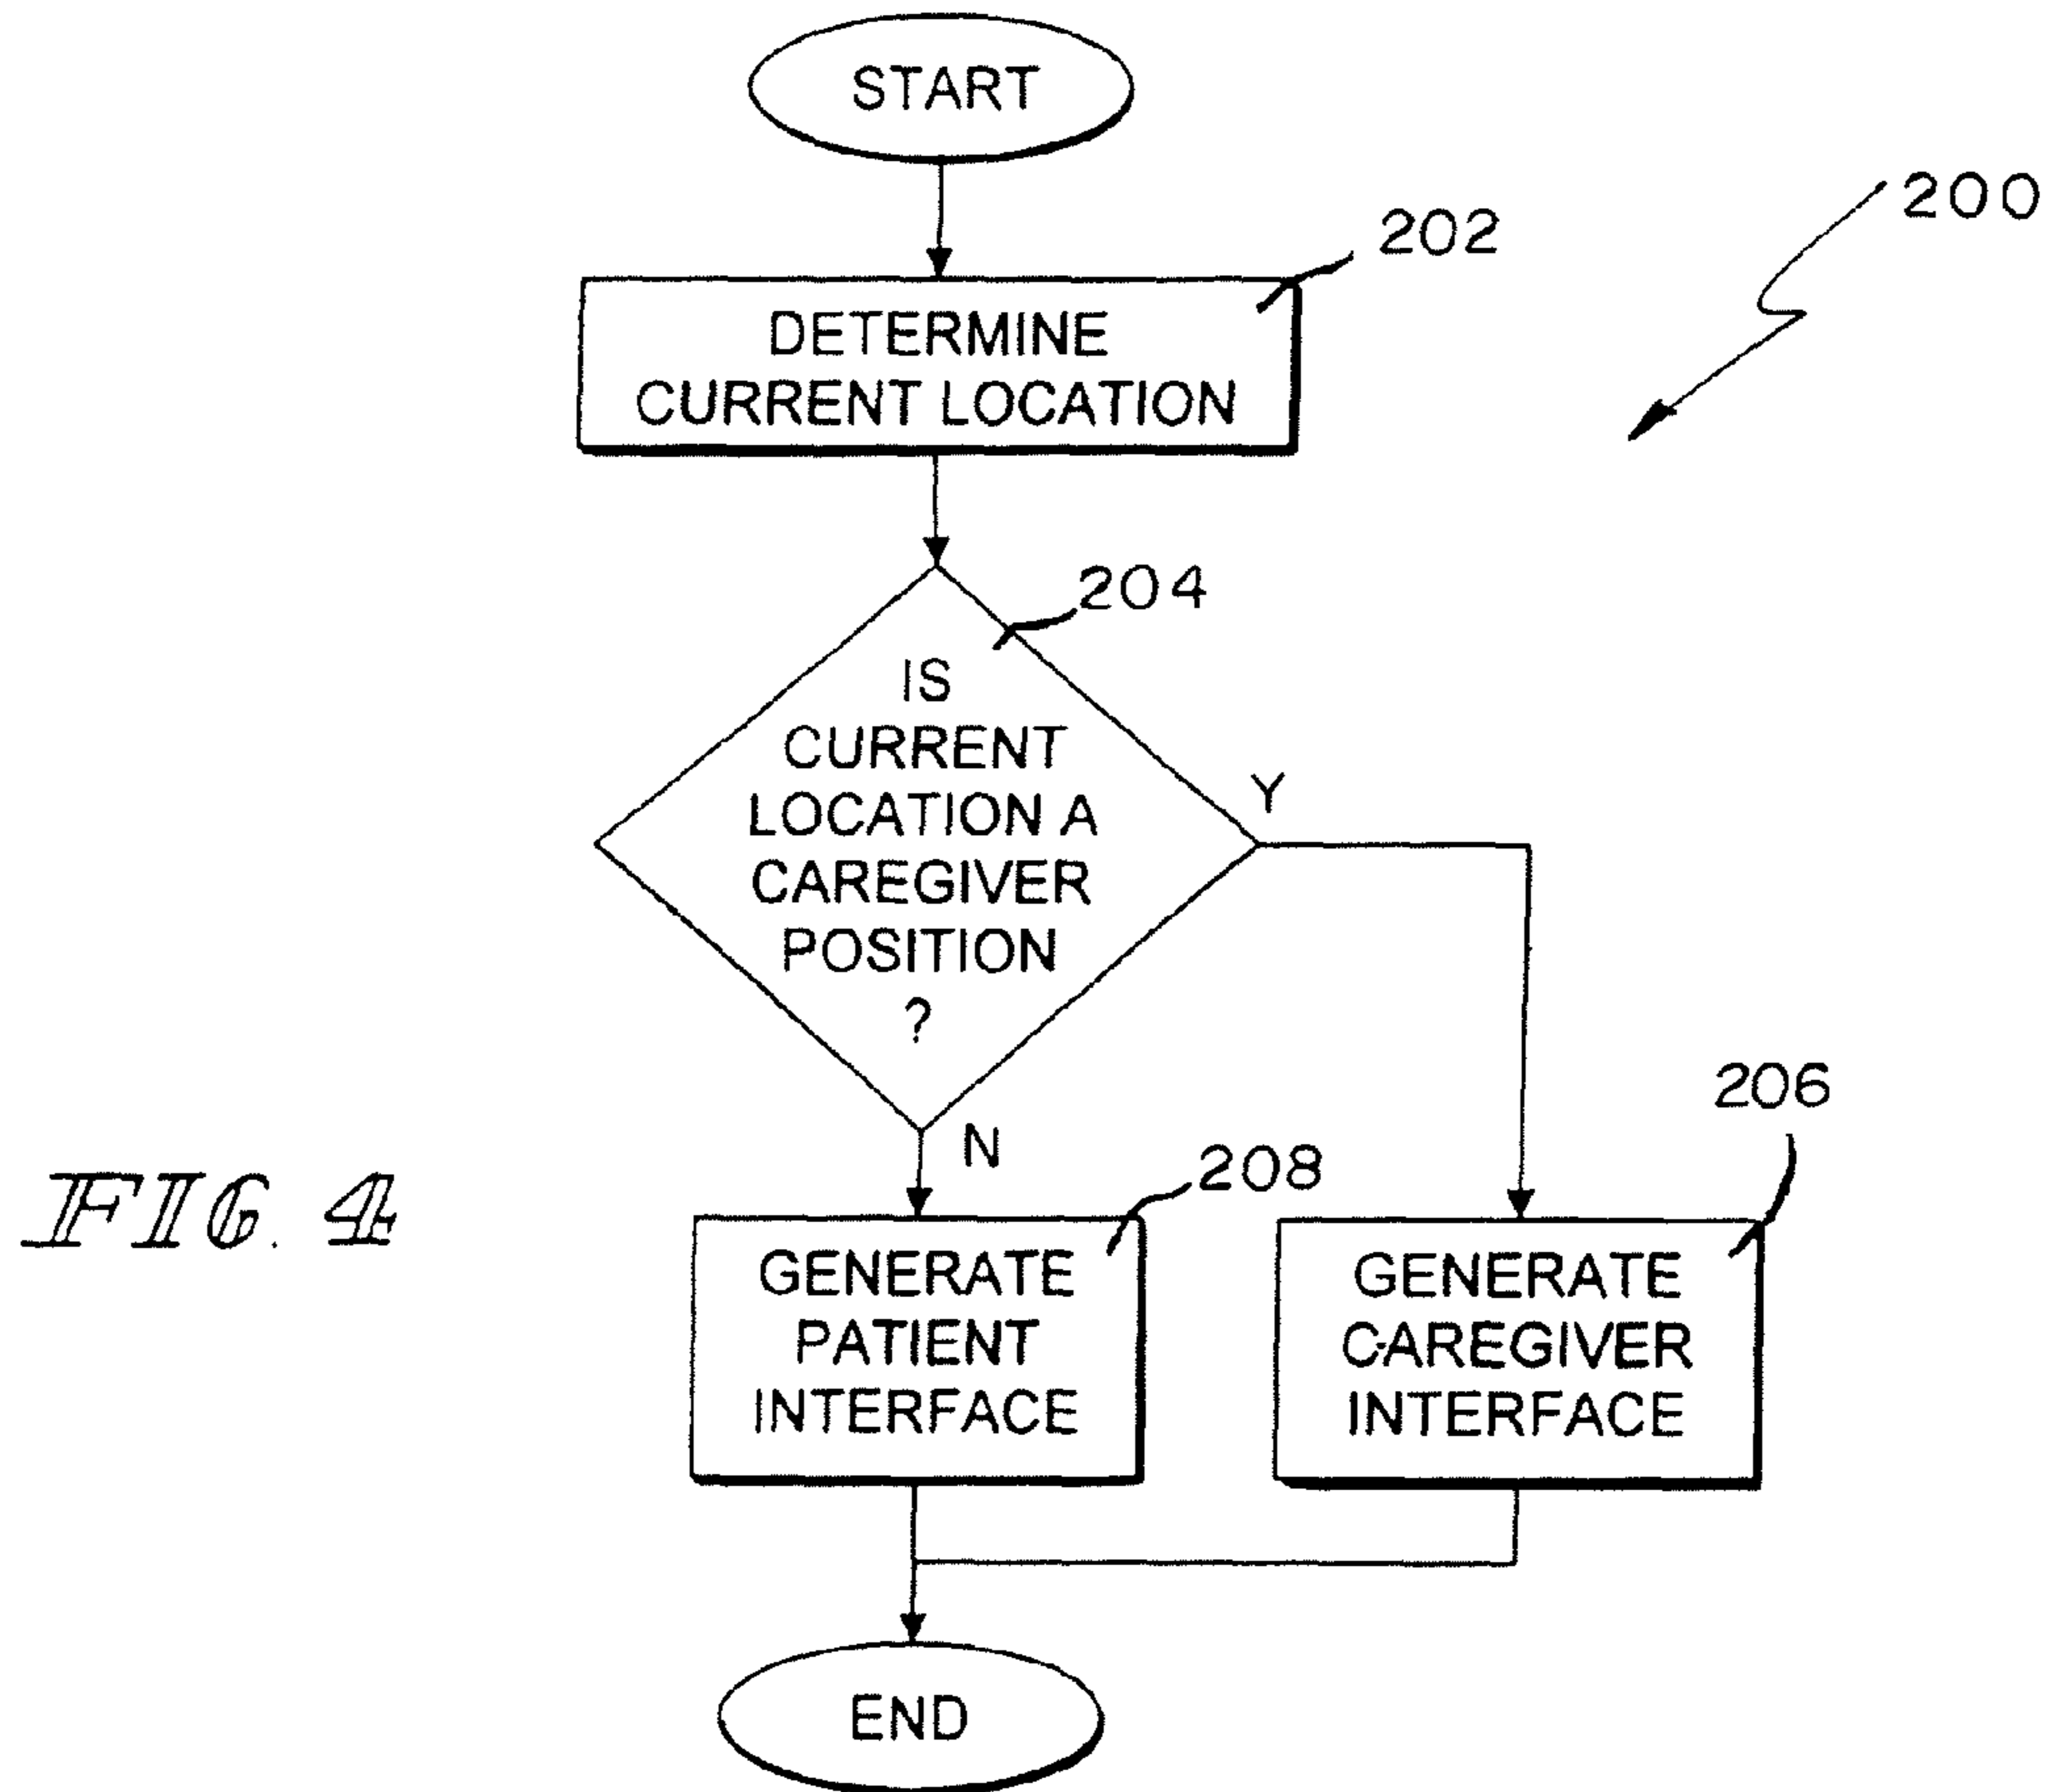 START
200
202
DETERMINE
CURRENT LOCATION
204
IS
CURRENT
LOCATION A
CAREGIVER
POSITION
?
Y
N
208
206
GENERATE
PATIENT
INTERFACE
GENERATE
CAREGIVER
INTERFACE
FIG. 4
END